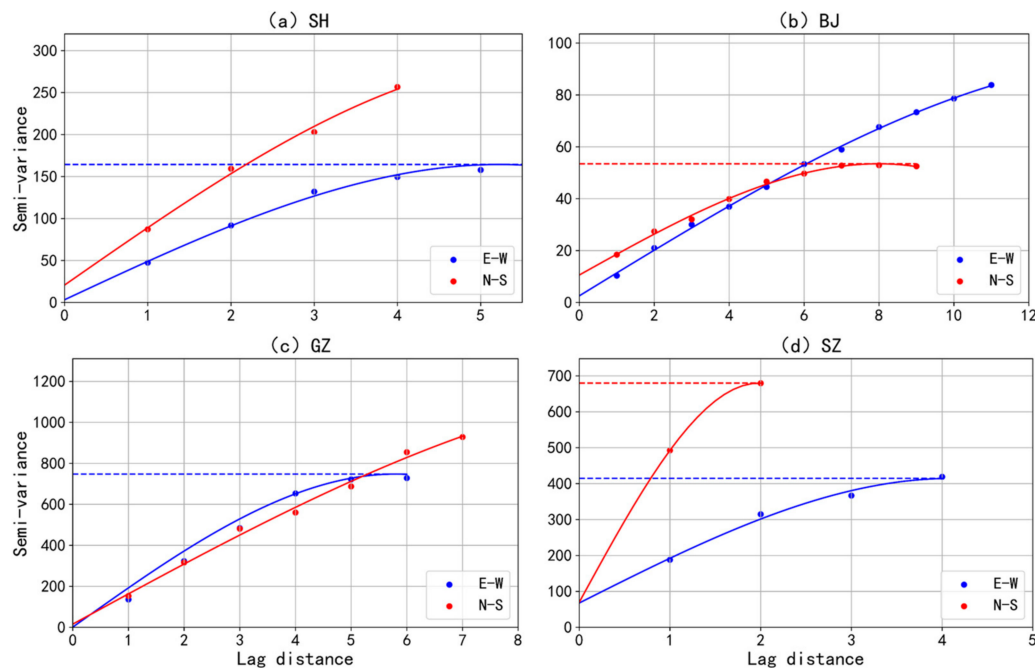 (a) SH
300
250
200
150
100
50
0
0 1 2 3 4 5
Semi-variance
E-W
N-S
(b) BJ
100
80
60
40
20
0
0 2 4 6 8 10 12
E-W
N-S
(c) GZ
1200
1000
800
600
400
200
0
0 1 2 3 4 5 6 7 8
Semi-variance
Lag distance
E-W
N-S
(d) SZ
700
600
500
400
300
200
100
0
0 1 2 3 4 5
Lag distance
E-W
N-S